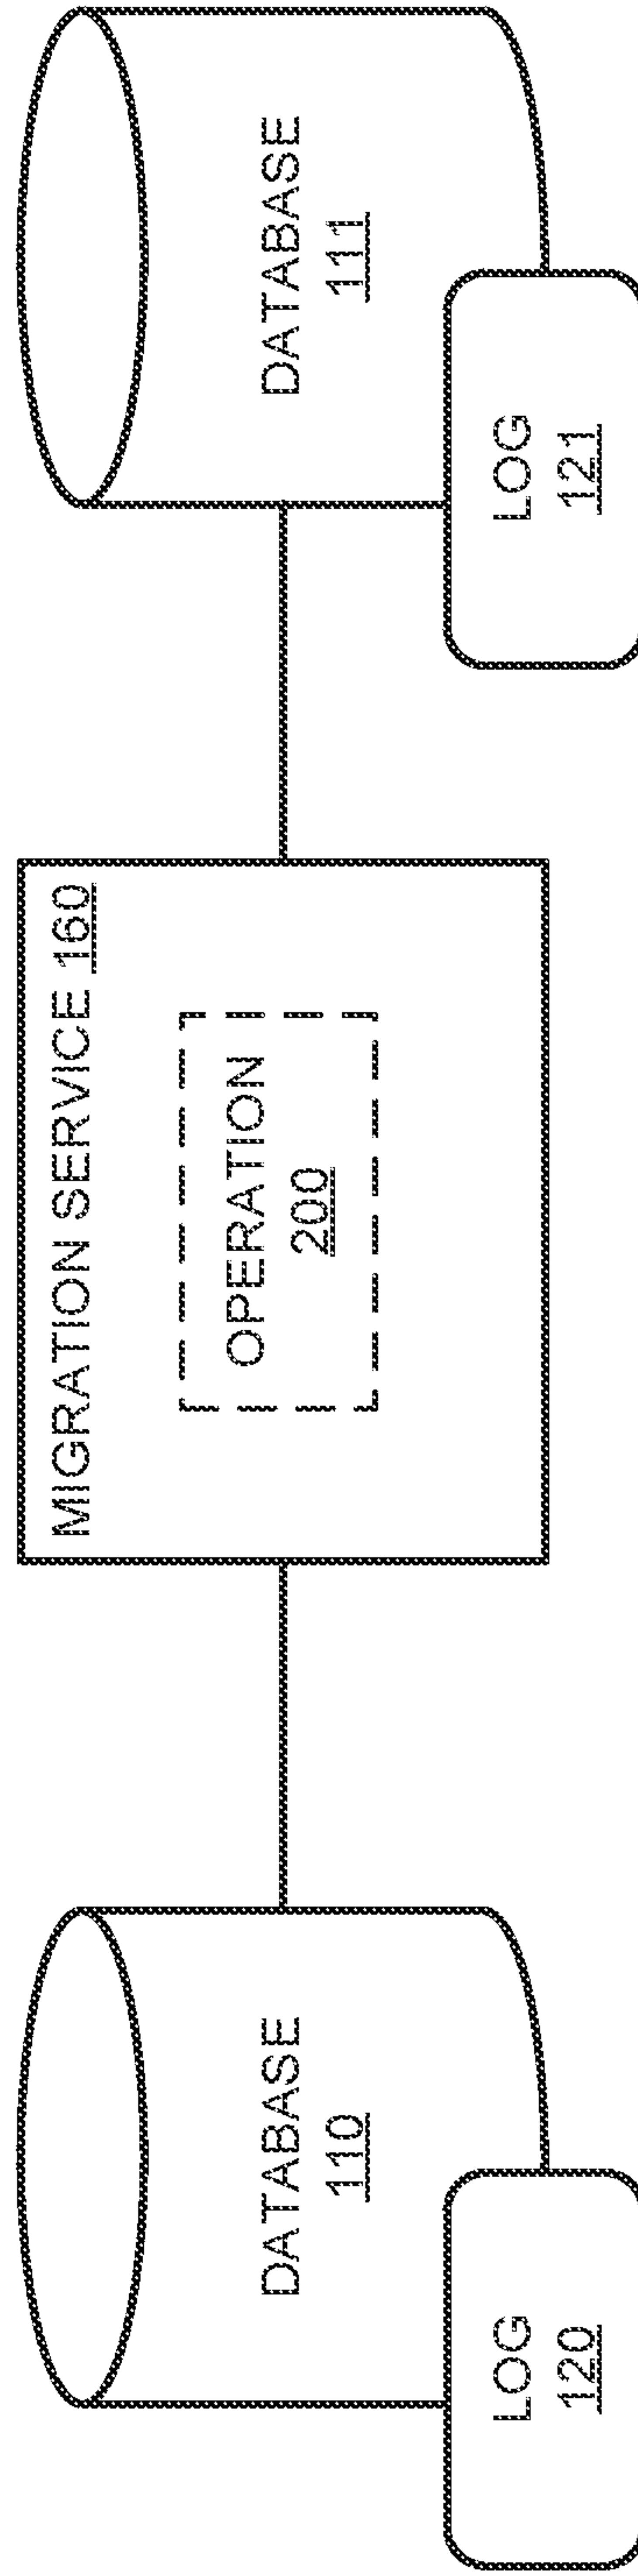 DATABASE
110
LOG
120
MIGRATION SERVICE 160
OPERATION
200
DATABASE
111
LOG
121